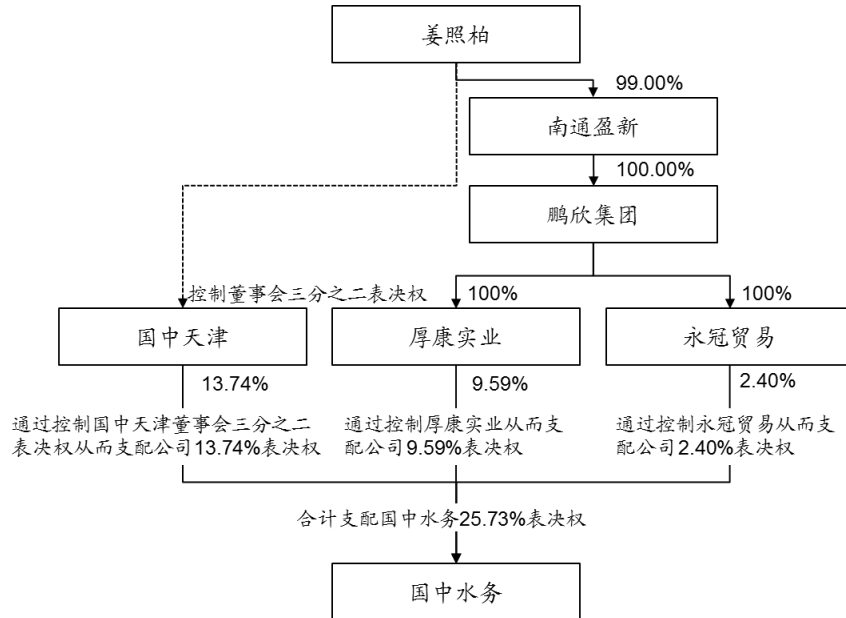 姜照柏
99.00%
南通盈新
100.00%
鹏欣集团
控制董事会三分之二表决权
100%
100%
国中天津
厚康实业
永冠贸易
13.74%
9.59%
2.40%
通过控制国中天津董事会三分之二
表决权从而支配公司13.74%表决权
通过控制厚康实业从而支
配公司9.59%表决权
通过控制永冠贸易从而支
配公司2.40%表决权
合计支配国中水务25.73%表决权
国中水务